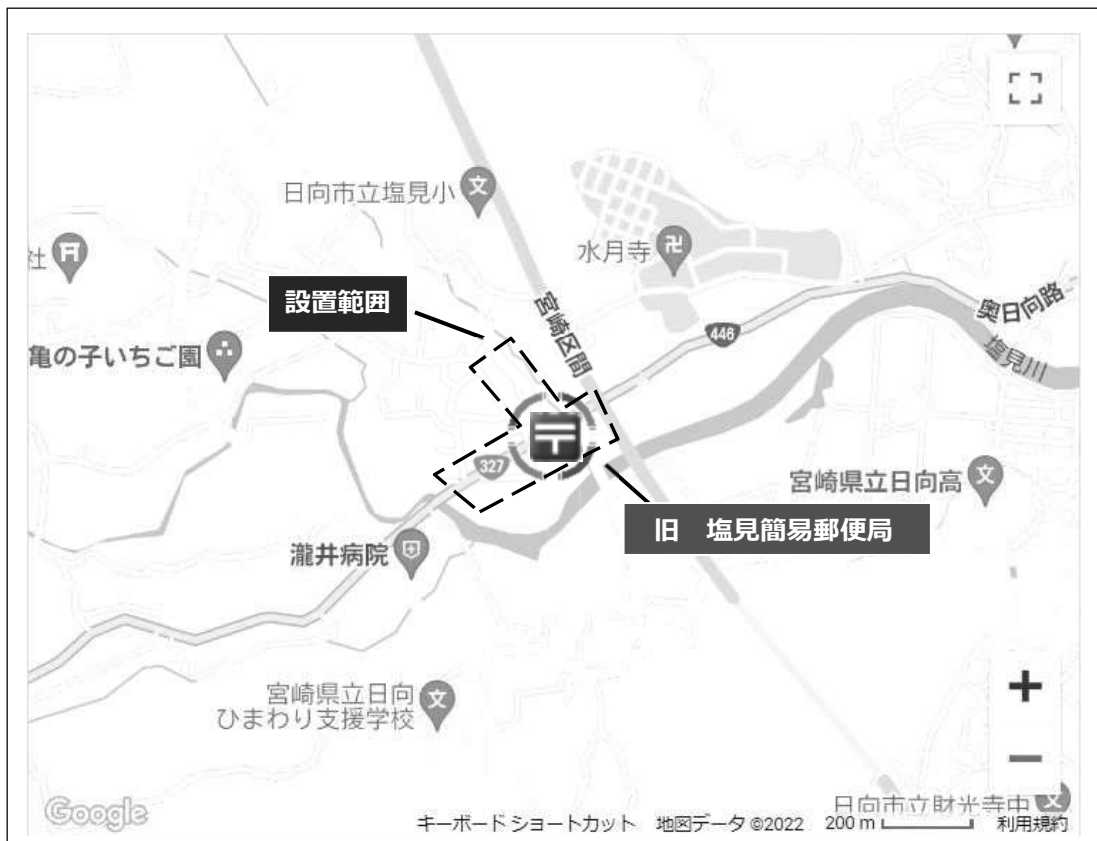 日向市立塩見小
水月寺
社
設置範囲
宮崎区間
446
奥日向路
塩見川
亀の子いちご園
327
宮崎県立日向高
旧 塩見簡易郵便局
瀧井病院
宮崎県立日向
ひまわり支援学校
日向市立財光寺中
Google
キーボード ショートカット 地図データ ©2022 200 m 利用規約